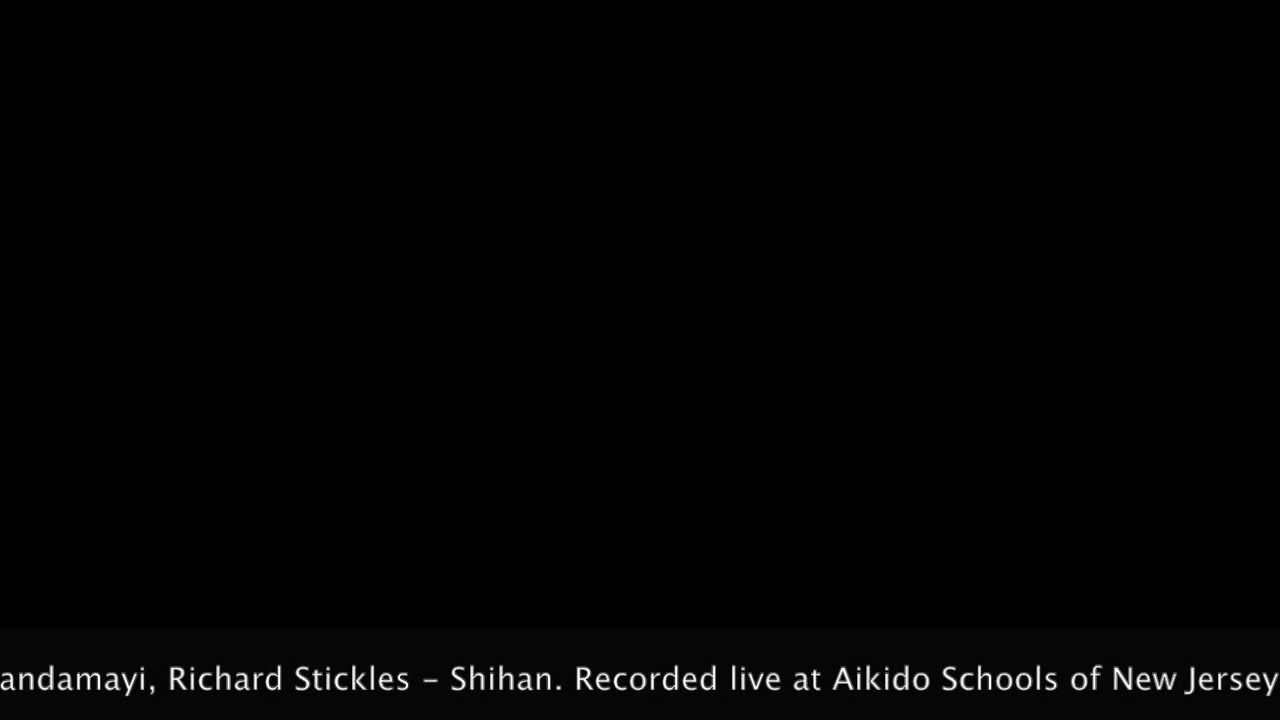 andamayi, Richard Stickles – Shihan. Recorded live at Aikido Schools of New Jersey